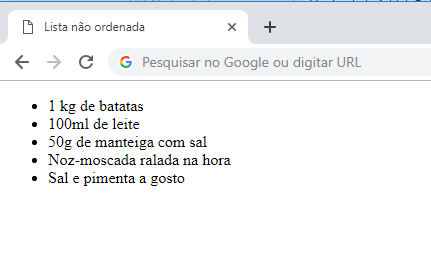 Lista não ordenada
Pesquisar no Google ou digitar URL
1 kg de batatas
100ml de leite
50g de manteiga com sal
Noz-moscada ralada na hora
Sal e pimenta a gosto